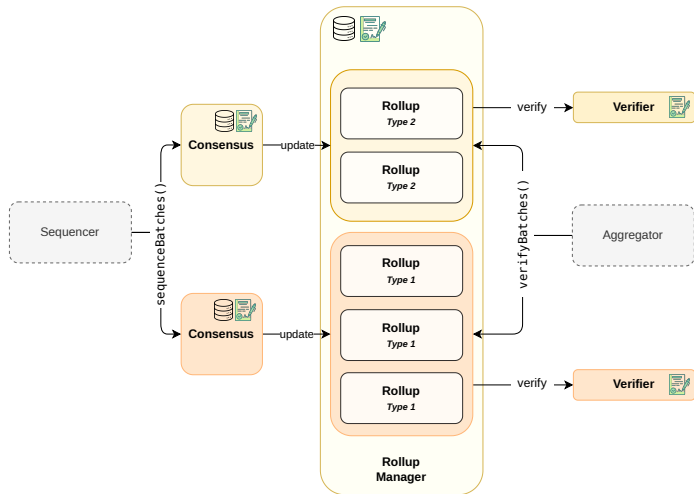 Sequencer
sequenceBatches()
Consensus
update
Consensus
update
Rollup
Type 2
Rollup
Type 2
Rollup
Type 1
Rollup
Type 1
Rollup
Type 1
Rollup
Manager
verify
Verifier
verifyBatches()
Aggregator
verify
Verifier